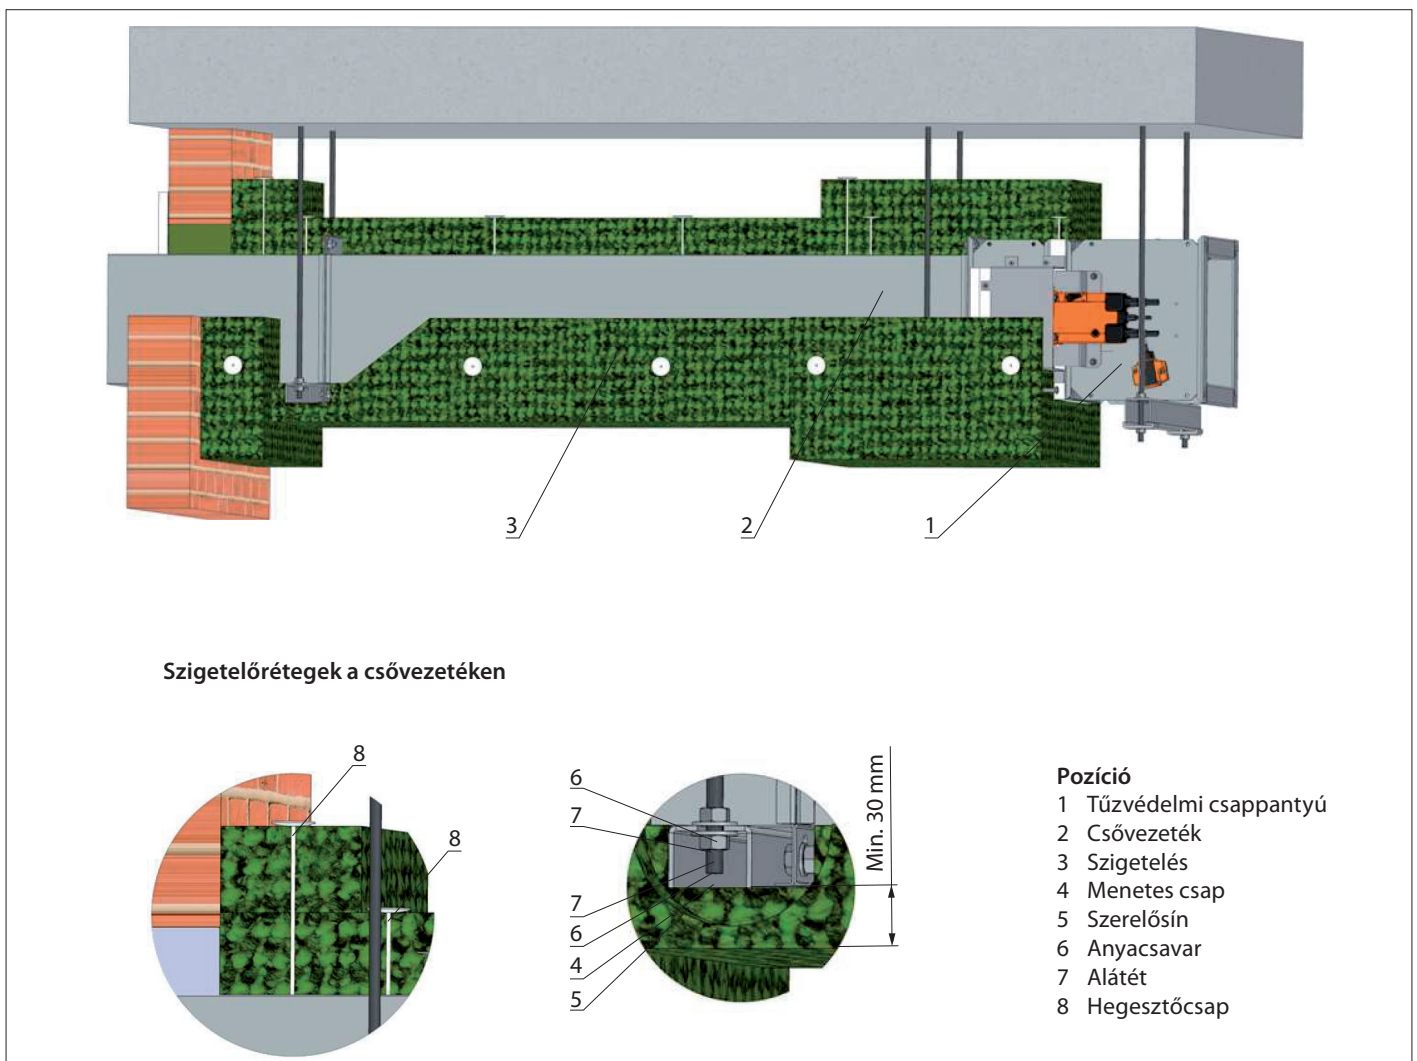 3
2
1
Szigetelőrétegek a csővezetéken
8
8
6
7
7
6
4
5
Min. 30 mm
Pozíció
1 Tűzvédelmi csappantyú
2 Csővezeték
3 Szigetelés
4 Menetes csap
5 Szerelősín
6 Anyacsavar
7 Alátét
8 Hegesztőcsap